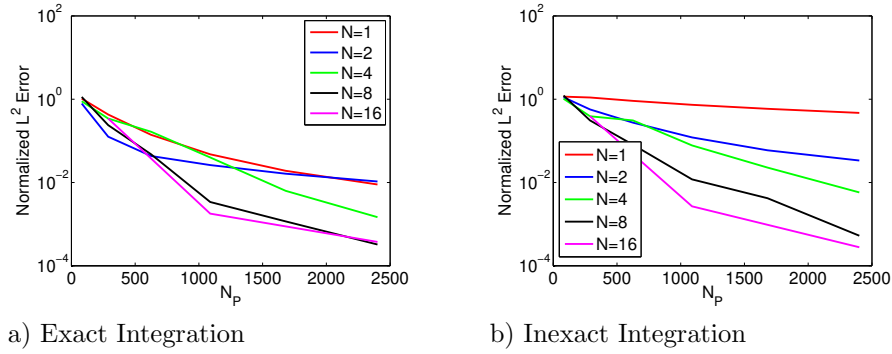 10^2
10^0
10^-2
10^-4
Normalized L^2 Error
0
500
1000
1500
2000
2500
N_P
N=1
N=2
N=4
N=8
N=16
a) Exact Integration
10^2
10^0
10^-2
10^-4
Normalized L^2 Error
0
500
1000
1500
2000
2500
N_P
N=1
N=2
N=4
N=8
N=16
b) Inexact Integration